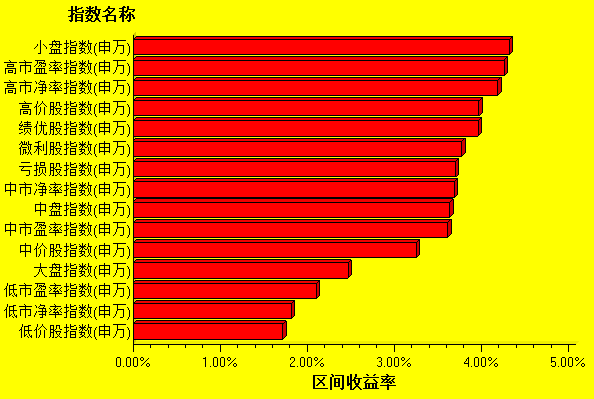 指数名称
小盘指数(申万)
高市盈率指数(申万)
高市净率指数(申万)
高价股指数(申万)
绩优股指数(申万)
微利股指数(申万)
亏损股指数(申万)
中市净率指数(申万)
中盘指数(申万)
中市盈率指数(申万)
中价股指数(申万)
大盘指数(申万)
低市盈率指数(申万)
低市净率指数(申万)
低价股指数(申万)
0.00% 1.00% 2.00% 3.00% 4.00% 5.00%
区间收益率